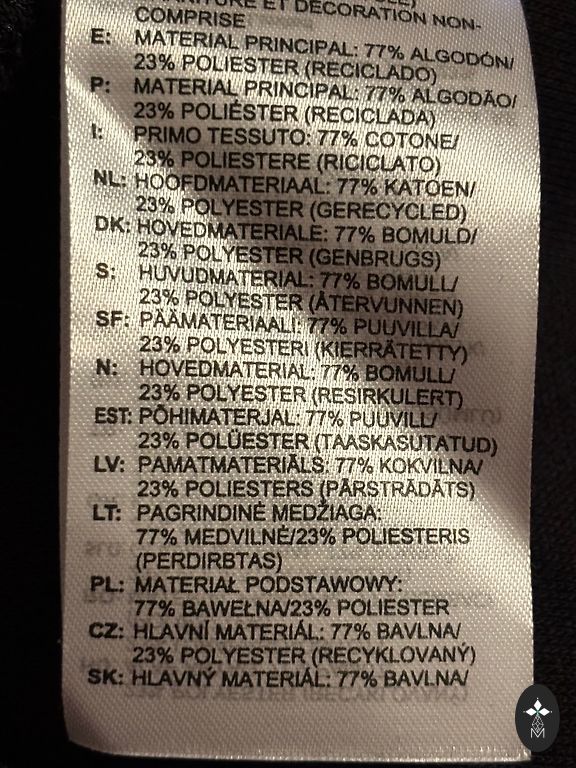 NITURE ET DÉCORATION NON-
COMPRISE
E: MATERIAL PRINCIPAL: 77% ALGODÓN/
23% POLIESTER (RECICLADO)
P: MATERIAL PRINCIPAL: 77% ALGODÃO/
23% POLIÉSTER (RECICLADA)
I: PRIMO TESSUTO: 77% COTONE/
23% POLIESTERE (RICICLATO)
NL: HOOFDMATERIAAL: 77% KATOEN/
23% POLYESTER (GERECYCLED)
DK: HOVEDMATERIALE: 77% BOMULD/
23% POLYESTER (GENBRUGS)
S: HUVUDMATERIAL: 77% BOMULL/
23% POLYESTER (ÅTERVUNNEN)
SF: PÄÄMATERIAALI: 77% PUUVILLA/
23% POLYESTERI (KIERRÄTETTY)
N: HOVEDMATERIAL: 77% BOMULL/
23% POLYESTER (RESIRKULERT)
EST: PÕHIMATERJAL: 77% PUUVILL/
23% POLÜESTER (TAASKASUTATUD)
LV: PAMATMATERIĀLS: 77% KOKVILNA/
23% POLIESTERS (PĀRSTRĀDĀTS)
LT: PAGRINDINĖ MEDŽIAGA:
77% MEDVILNĖ/23% POLIESTERIS
(PERDIRBTAS)
PL: MATERIAŁ PODSTAWOWY:
77% BAWEŁNA/23% POLIESTER
CZ: HLAVNÍ MATERIÁL: 77% BAVLNA/
23% POLYESTER (RECYKLOVANÝ)
SK: HLAVNÝ MATERIÁL: 77% BAVLNA/